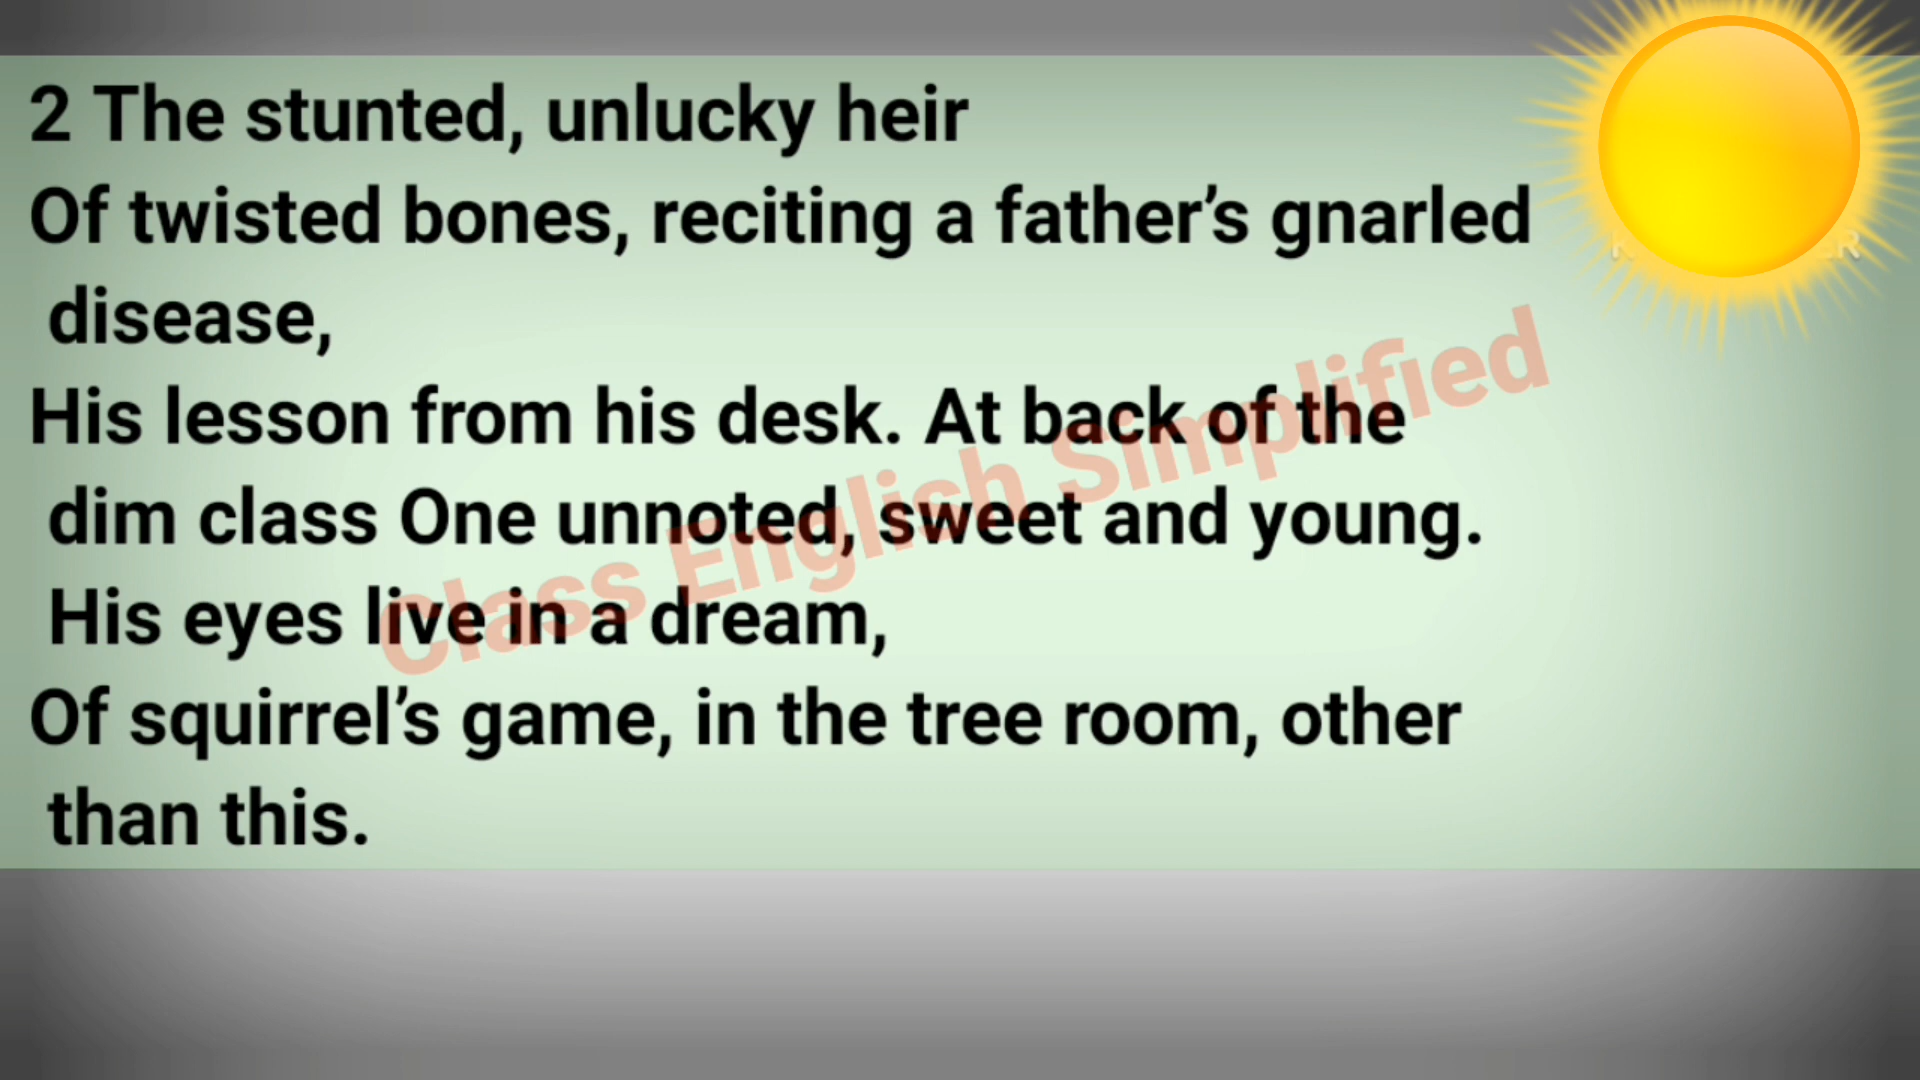 2 The stunted, unlucky heir
Of twisted bones, reciting a father’s gnarled
disease,
His lesson from his desk. At back of the
dim class One unnoted, sweet and young.
His eyes live in a dream,
Of squirrel’s game, in the tree room, other
than this.
Class English Simplified